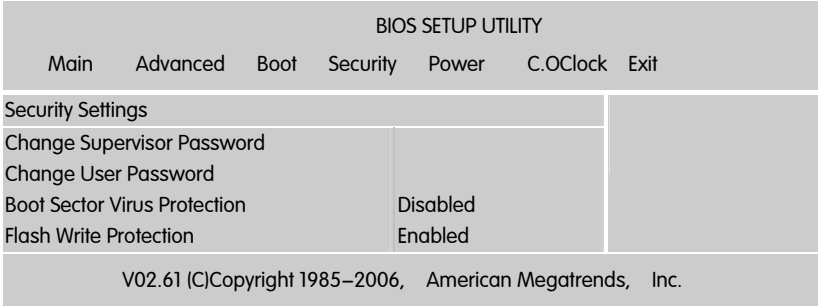 BIOS SETUP UTILITY
Main Advanced Boot Security Power C.OClock Exit
Security Settings
Change Supervisor Password
Change User Password
Boot Sector Virus Protection Disabled
Flash Write Protection Enabled
V02.61 (C)Copyright 1985-2006, American Megatrends, Inc.